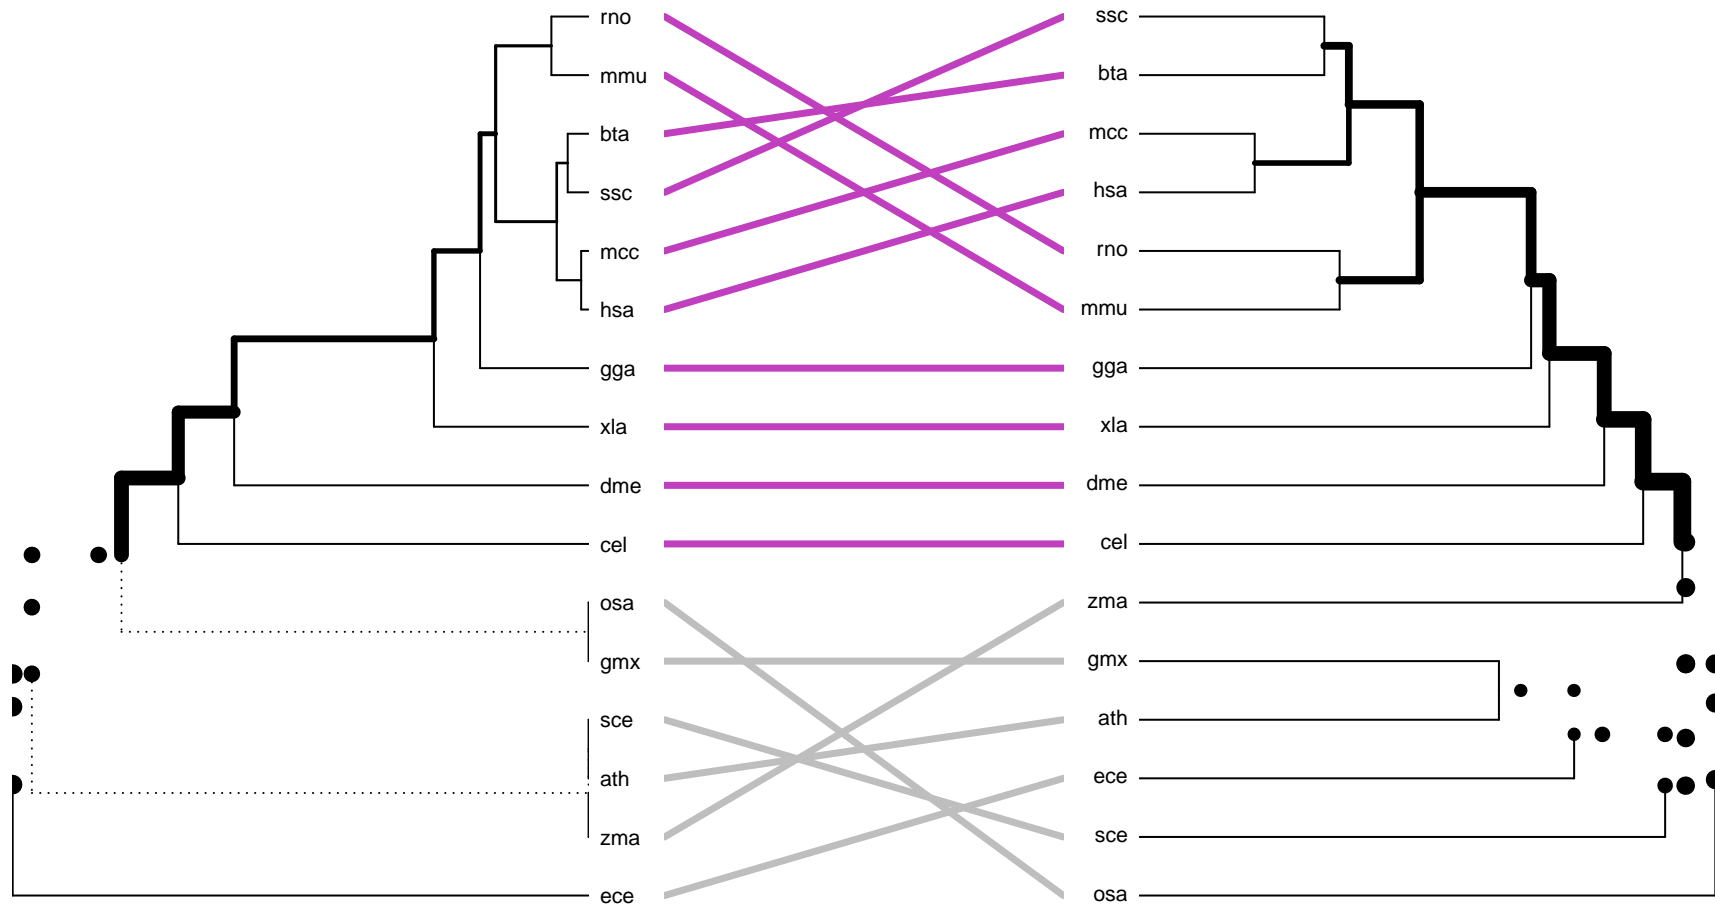 rno
mmu
bta
ssc
mcc
hsa
gga
xla
dme
cel
osa
gmx
sce
ath
zma
ece
ssc
bta
mcc
hsa
rno
mmu
gga
xla
dme
cel
zma
gmx
ath
ece
sce
osa